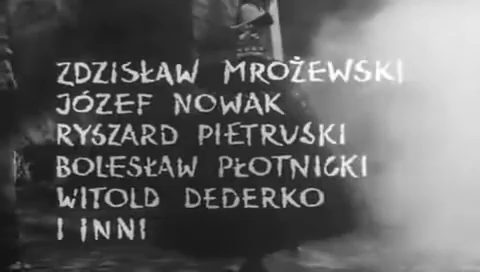 ZDZISŁAW MROŻEWSKI
JÓZEF NOWAK
RYSZARD PIETRUSKI
BOLESŁAW PŁOTNICKI
WITOLD DEDERKO
I INNI